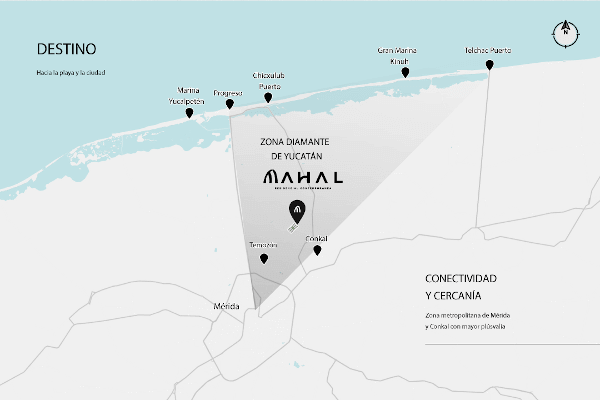 DESTINO
Hacia la playa y la ciudad
N
Gran Marina
Kinuh
Telchac Puerto
Chicxulub
Puerto
Marina
Yucalpetén
Progreso
ZONA DIAMANTE
DE YUCATÁN
MAHAL
Temozón
Conkal
Mérida
CONECTIVIDAD
Y CERCANÍA
Zona metropolitana de Mérida
y Conkal con mayor plusvalía